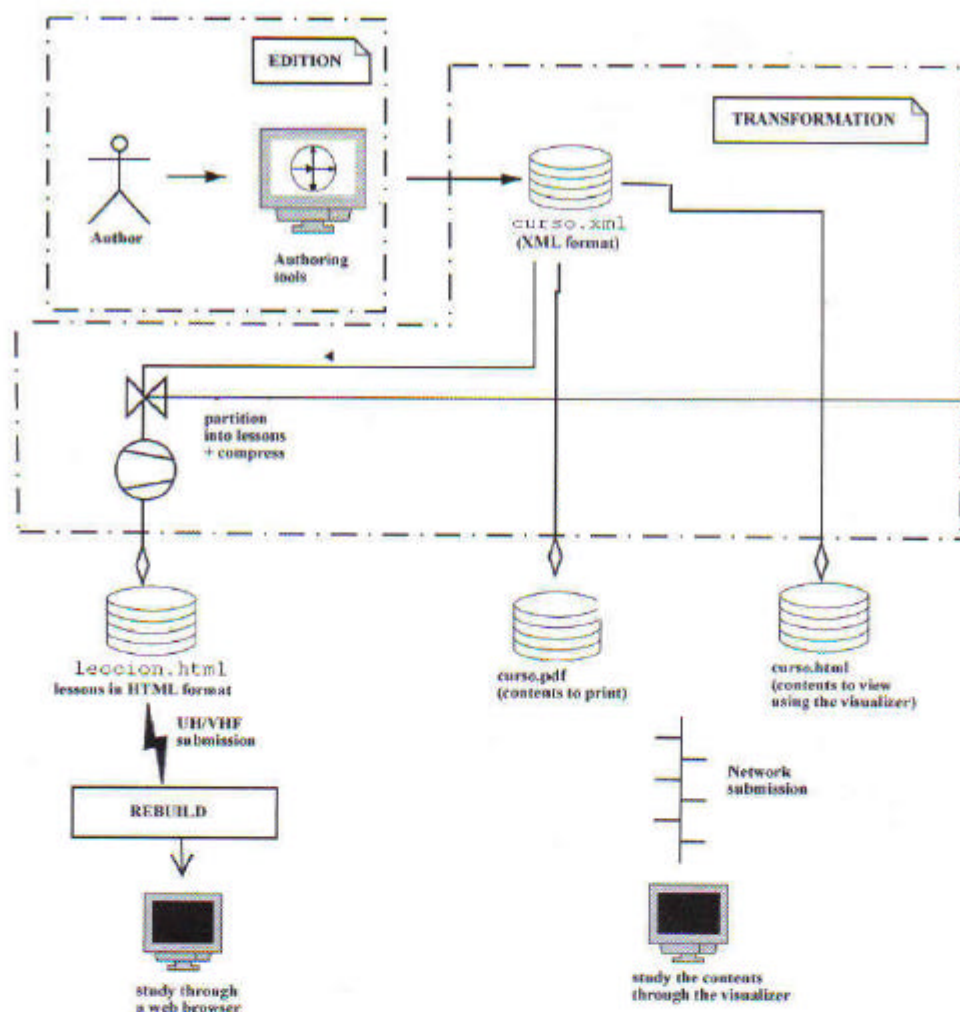 EDITION
TRANSFORMATION
Author
Authoring
tools
curso.xml
(XML format)
partition
into lessons
+ compress
leccion.html
lessons in HTML format
curso.pdf
(contents to print)
curso.html
(contents to view
using the visualizer)
UH/VHF
submission
Network
submission
REBUILD
study through
a web browser
study the contents
through the visualizer